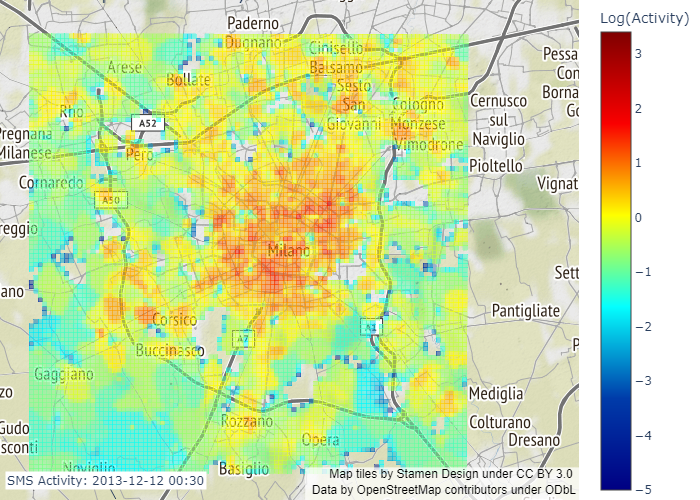 Log(Activity)
3
2
1
0
−1
−2
−3
−4
−5
Paderno
Dugnano
Cinisello
Balsamo
Arese
Bollate
Sesto
San
Giovanni
Cologno
Monzese
Vimodrone
Pessa
Con
Borna
Go
Cernusco
sul
Naviglio
Rho
A52
Pregnana
Milanese
Pero
Pioltello
Cornaredo
Vignat
A50
reggio
Milano
Sett
ano
Pantigliate
Corsico
A7
A1
Buccinasco
P
Gaggiano
Mediglia
zo
Rozzano
Colturano
Gudo
sconti
Opera
Dresano
Noviglio
Basiglio
SMS Activity: 2013-12-12 00:30
Map tiles by Stamen Design under CC BY 3.0
Data by OpenStreetMap contributors under ODbL